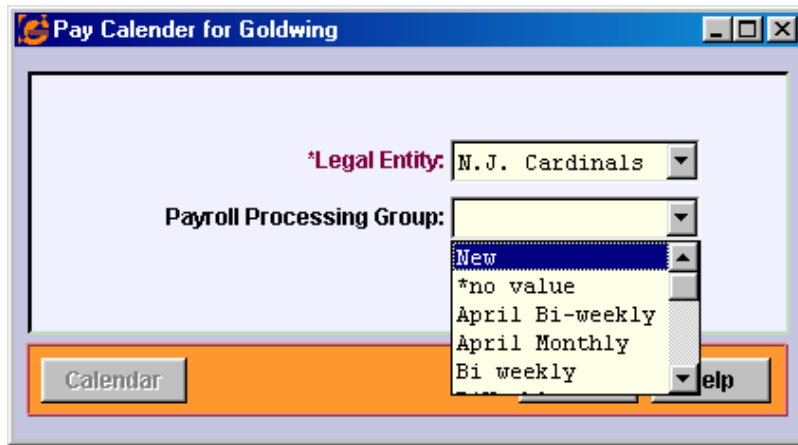 Pay Calender for Goldwing
*Legal Entity: N.J. Cardinals
Payroll Processing Group:
New
*no value
April Bi-weekly
April Monthly
Bi weekly
Calendar
elp